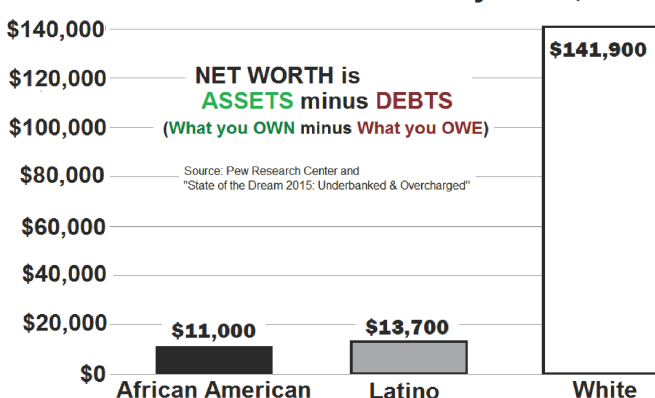 $140,000
$141,900
$120,000
NET WORTH is
ASSETS minus DEBTS
$100,000
(What you OWN minus What you OWE)
$80,000
Source: Pew Research Center and
"State of the Dream 2015: Underbanked & Overcharged"
$60,000
$40,000
$20,000
$11,000
$13,700
$0
African American
Latino
White